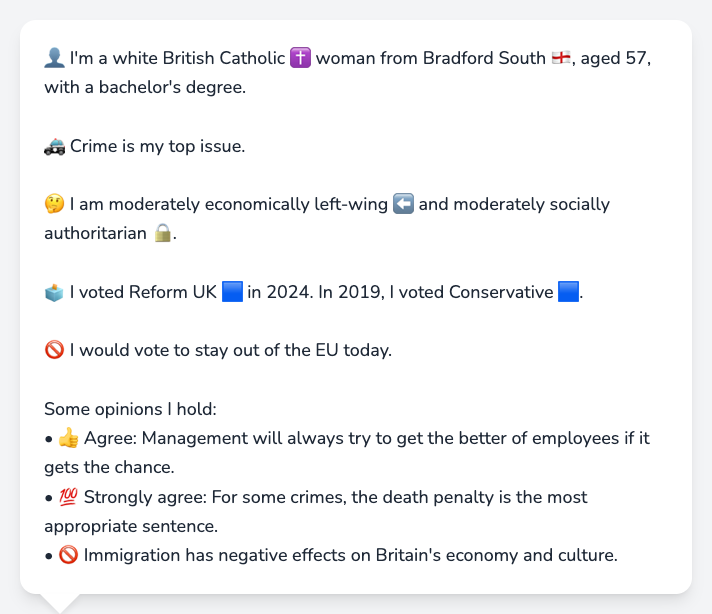 👤 I'm a white British Catholic ✝️ woman from Bradford South 🏴󠁧󠁢󠁥󠁮󠁧󠁿, aged 57,
with a bachelor's degree.
🚓 Crime is my top issue.
🤔 I am moderately economically left-wing ⬅️ and moderately socially
authoritarian 🔒.
🗳️ I voted Reform UK 🟦 in 2024. In 2019, I voted Conservative 🟦.
🚫 I would vote to stay out of the EU today.
Some opinions I hold:
• 👍 Agree: Management will always try to get the better of employees if it
gets the chance.
• 💯 Strongly agree: For some crimes, the death penalty is the most
appropriate sentence.
• 🚫 Immigration has negative effects on Britain's economy and culture.